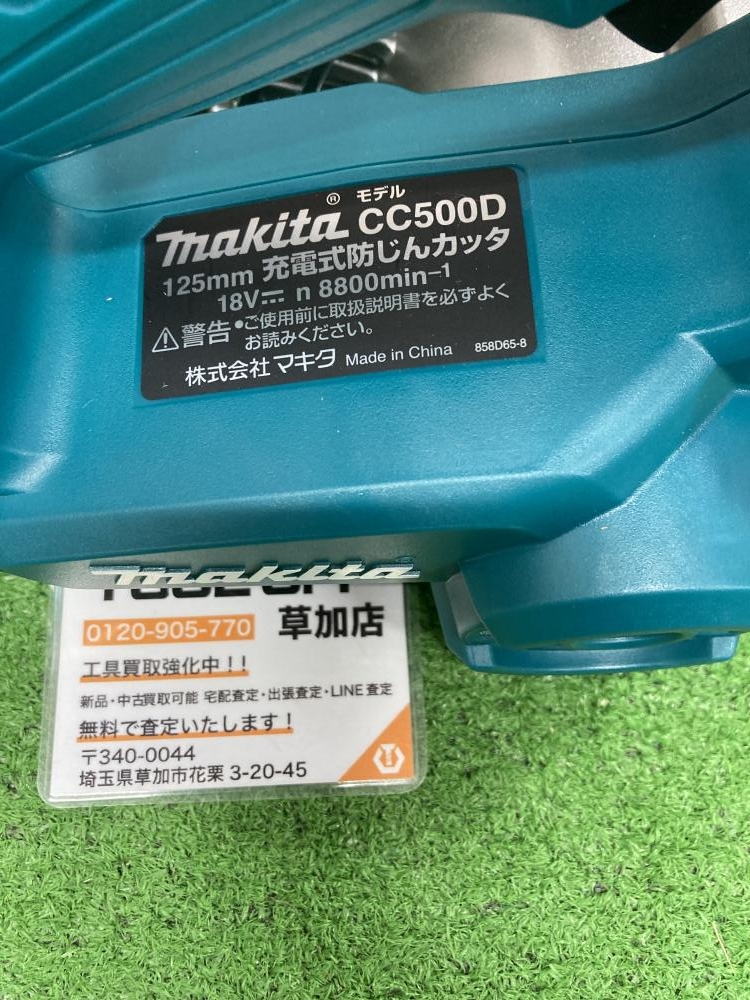 makita® モデル CC500D
125mm 充電式防じんカッタ
18V⎓ n 8800min⁻¹
⚠警告 •ご使用前に取扱説明書を必ずよく
お読みください。
株式会社 マキタ Made in China 858D65-8
makita®
草加店
0120-905-770
工具買取強化中!!
新品・中古買取可能 宅配査定・出張査定・LINE査定
無料で査定いたします!
〒340-0044
埼玉県草加市花栗 3-20-45